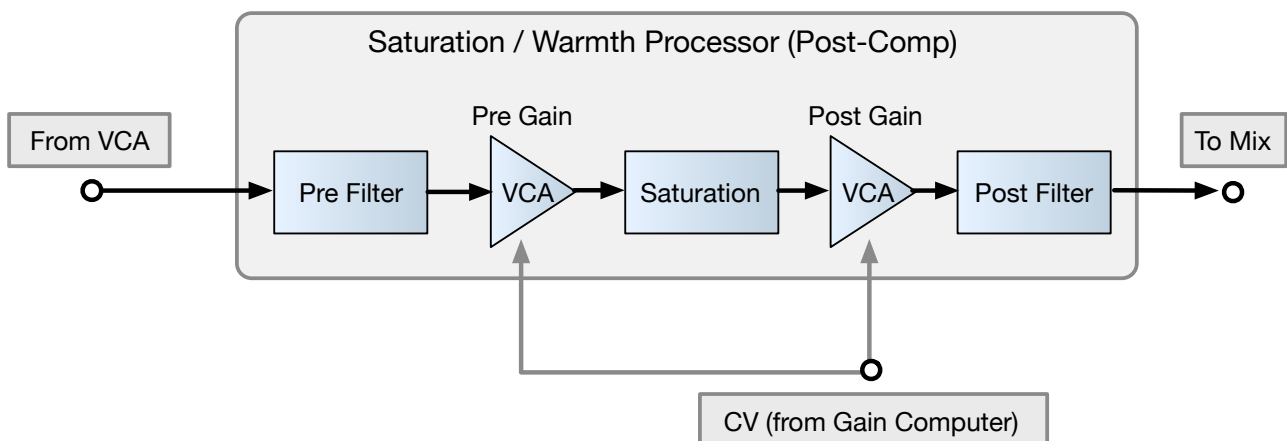 Saturation / Warmth Processor (Post-Comp)
Pre Gain
Post Gain
From VCA
To Mix
Pre Filter
VCA
Saturation
VCA
Post Filter
CV (from Gain Computer)